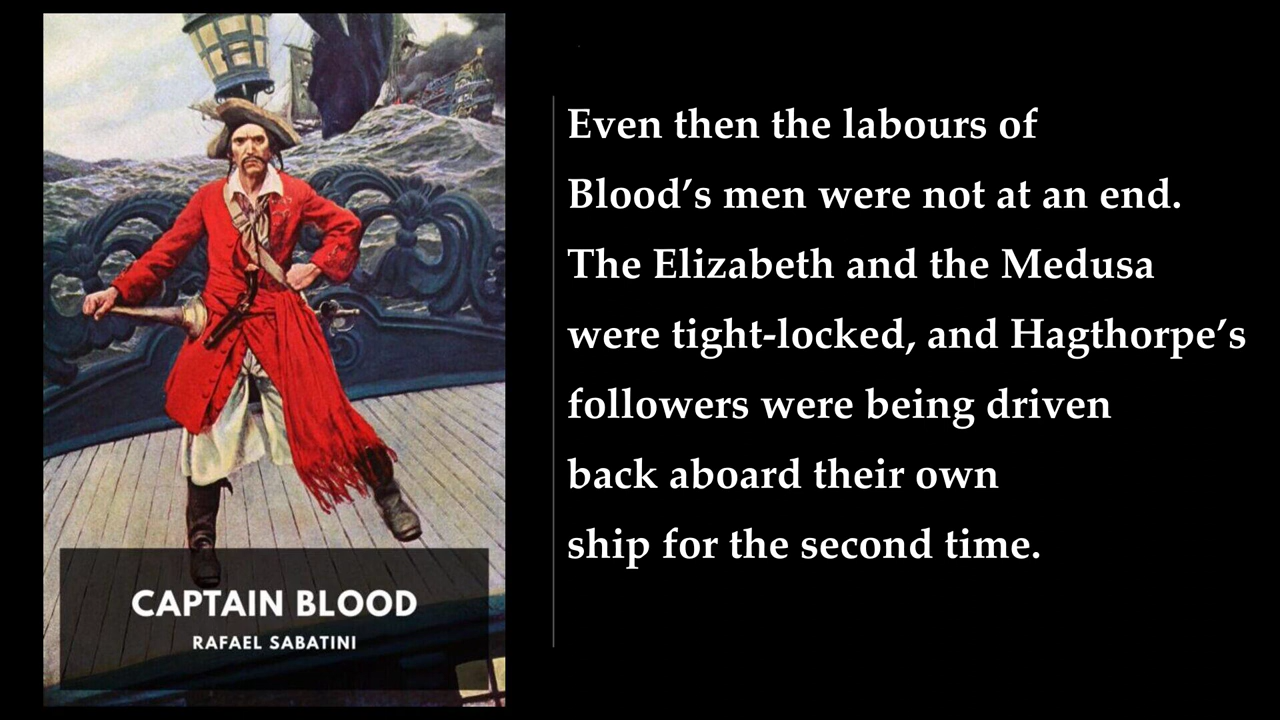 CAPTAIN BLOOD
RAFAEL SABATINI
Even then the labours of
Blood’s men were not at an end.
The Elizabeth and the Medusa
were tight-locked, and Hagthorpe’s
followers were being driven
back aboard their own
ship for the second time.